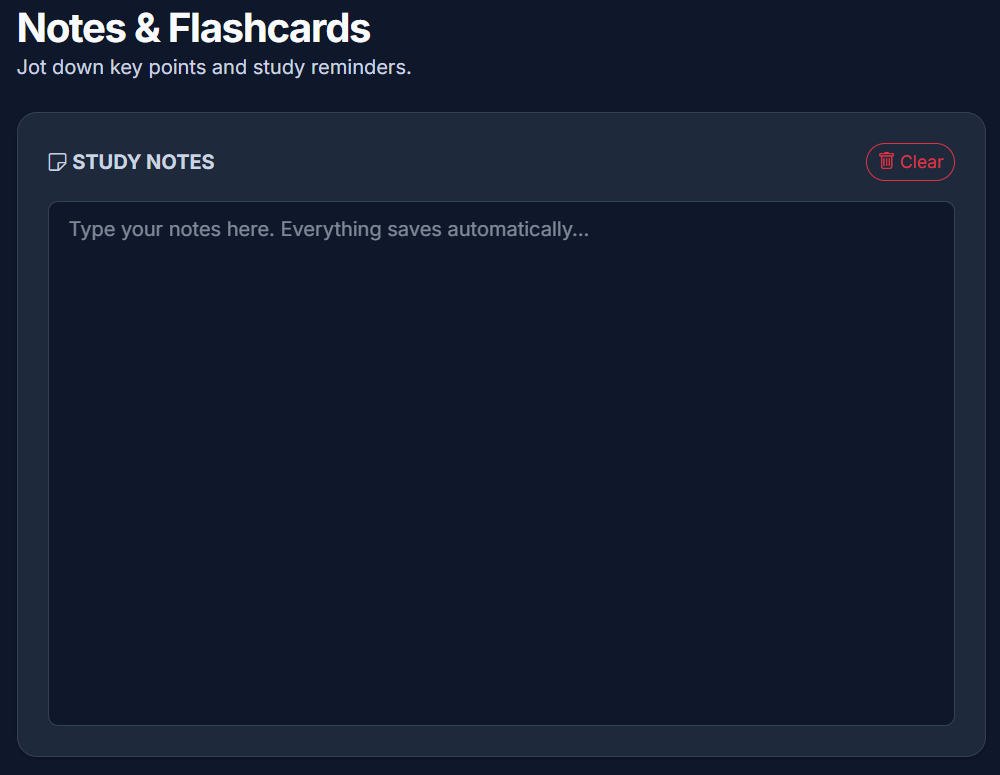 Notes & Flashcards
Jot down key points and study reminders.
STUDY NOTES
Clear
Type your notes here. Everything saves automatically...